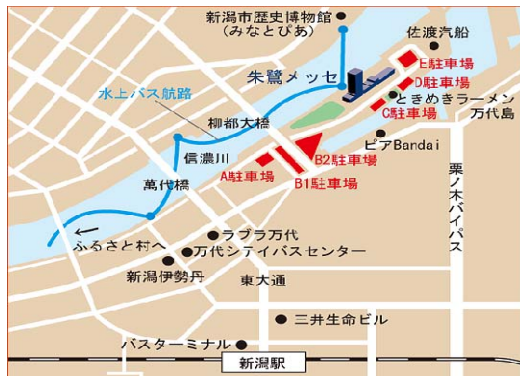 新潟市歴史博物館
(みなとぴあ)
佐渡汽船
E駐車場
朱鷺メッセ
D駐車場
水上バス航路
ときめきラーメン
万代島
C駐車場
柳都大橋
ピアBandai
信濃川
B2駐車場
A駐車場
B1駐車場
萬代橋
栗ノ木バイパス
ふるさと村へ
ラブラ万代
万代シテイバスセンター
新潟伊勢丹
東大通
三井生命ビル
バスターミナル
新潟駅